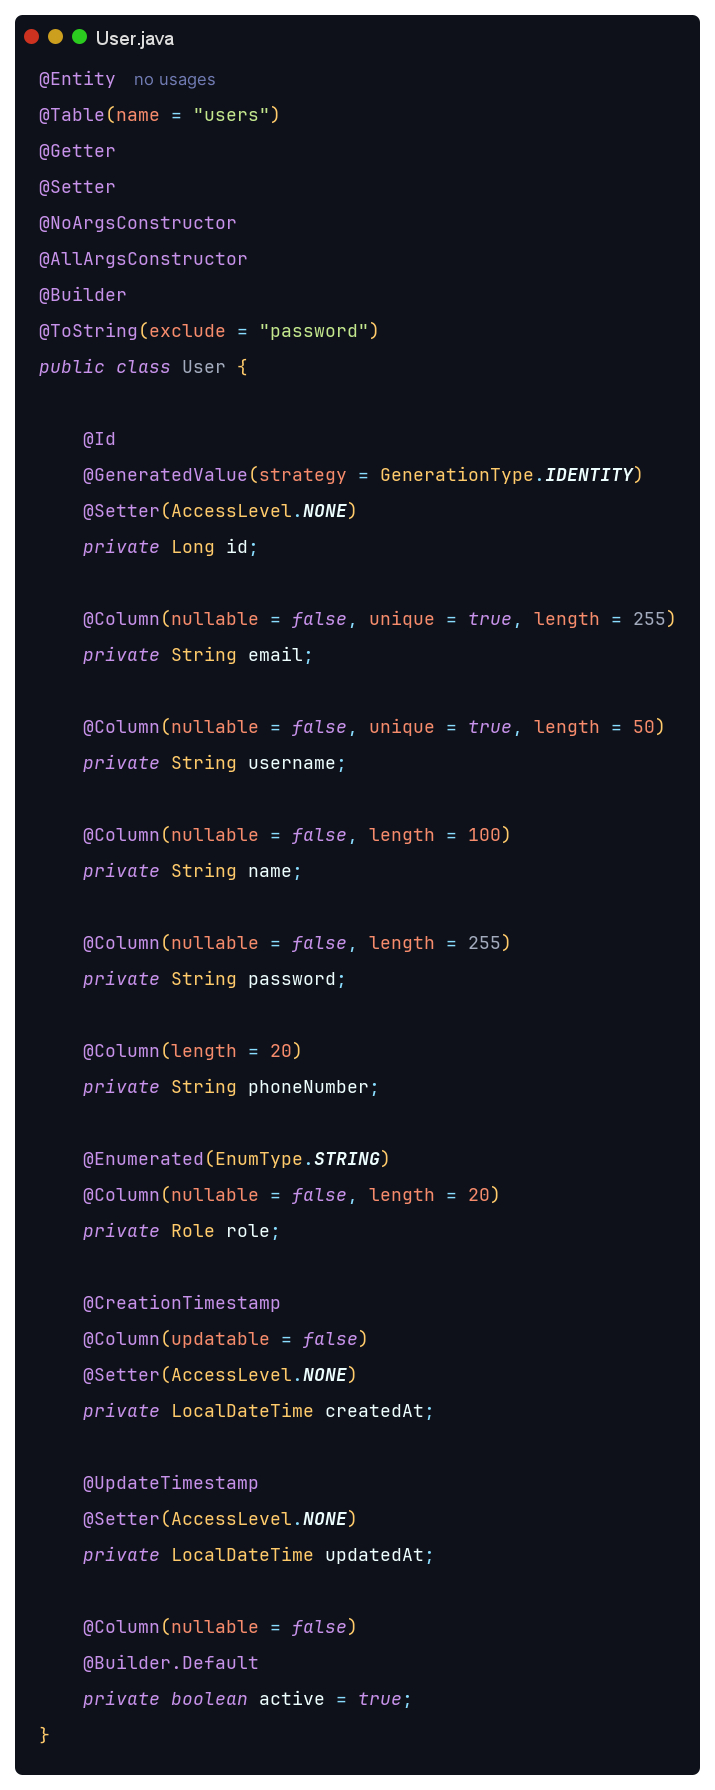 User.java
@Entity no usages
@Table(name = "users")
@Getter
@Setter
@NoArgsConstructor
@AllArgsConstructor
@Builder
@ToString(exclude = "password")
public class User {
@Id
@GeneratedValue(strategy = GenerationType.IDENTITY)
@Setter(AccessLevel.NONE)
private Long id;
@Column(nullable = false, unique = true, length = 255)
private String email;
@Column(nullable = false, unique = true, length = 50)
private String username;
@Column(nullable = false, length = 100)
private String name;
@Column(nullable = false, length = 255)
private String password;
@Column(length = 20)
private String phoneNumber;
@Enumerated(EnumType.STRING)
@Column(nullable = false, length = 20)
private Role role;
@CreationTimestamp
@Column(updatable = false)
@Setter(AccessLevel.NONE)
private LocalDateTime createdAt;
@UpdateTimestamp
@Setter(AccessLevel.NONE)
private LocalDateTime updatedAt;
@Column(nullable = false)
@Builder.Default
private boolean active = true;
}